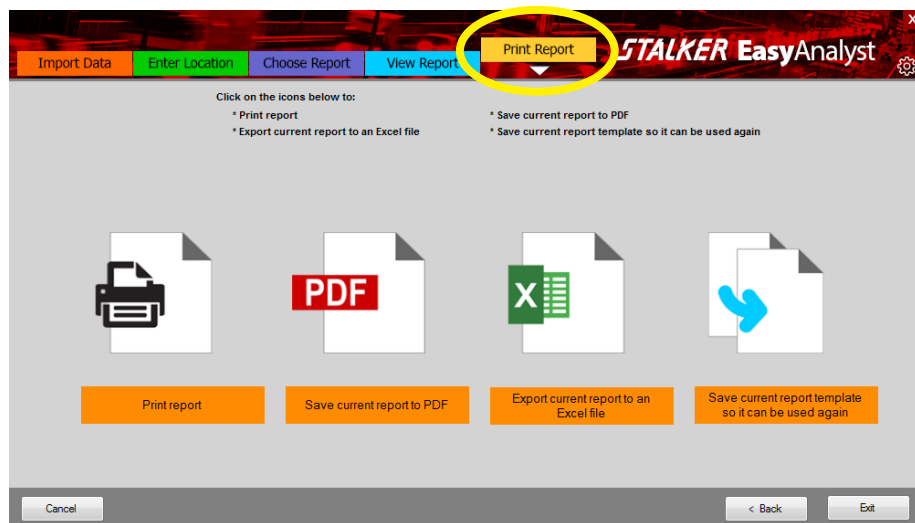 X
Import Data
Enter Location
Choose Report
View Report
Print Report
STALKER EasyAnalyst
Click on the icons below to:
* Print report
* Export current report to an Excel file
* Save current report to PDF
* Save current report template so it can be used again
PDF
X
Print report
Save current report to PDF
Export current report to an
Excel file
Save current report template
so it can be used again
Cancel
< Back
Exit